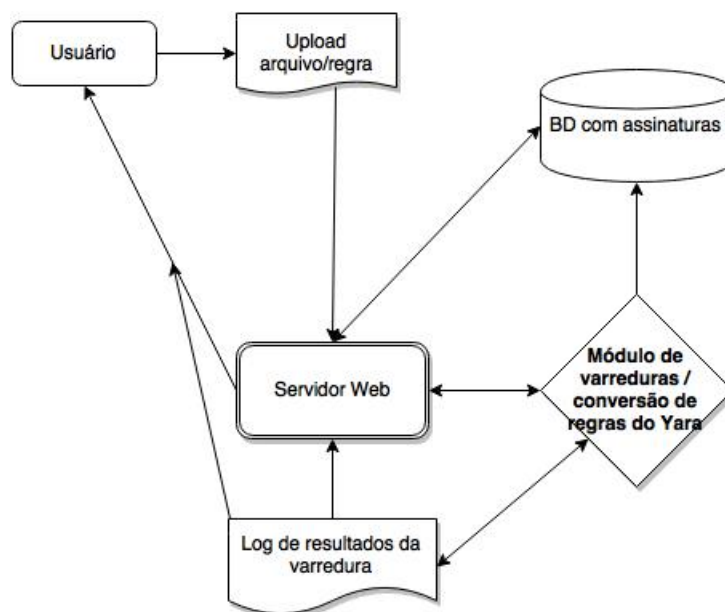 Usuário
Upload
arquivo/regra
BD com assinaturas
Módulo de
varreduras /
conversão de
regras do Yara
Servidor Web
Log de resultados da
varredura